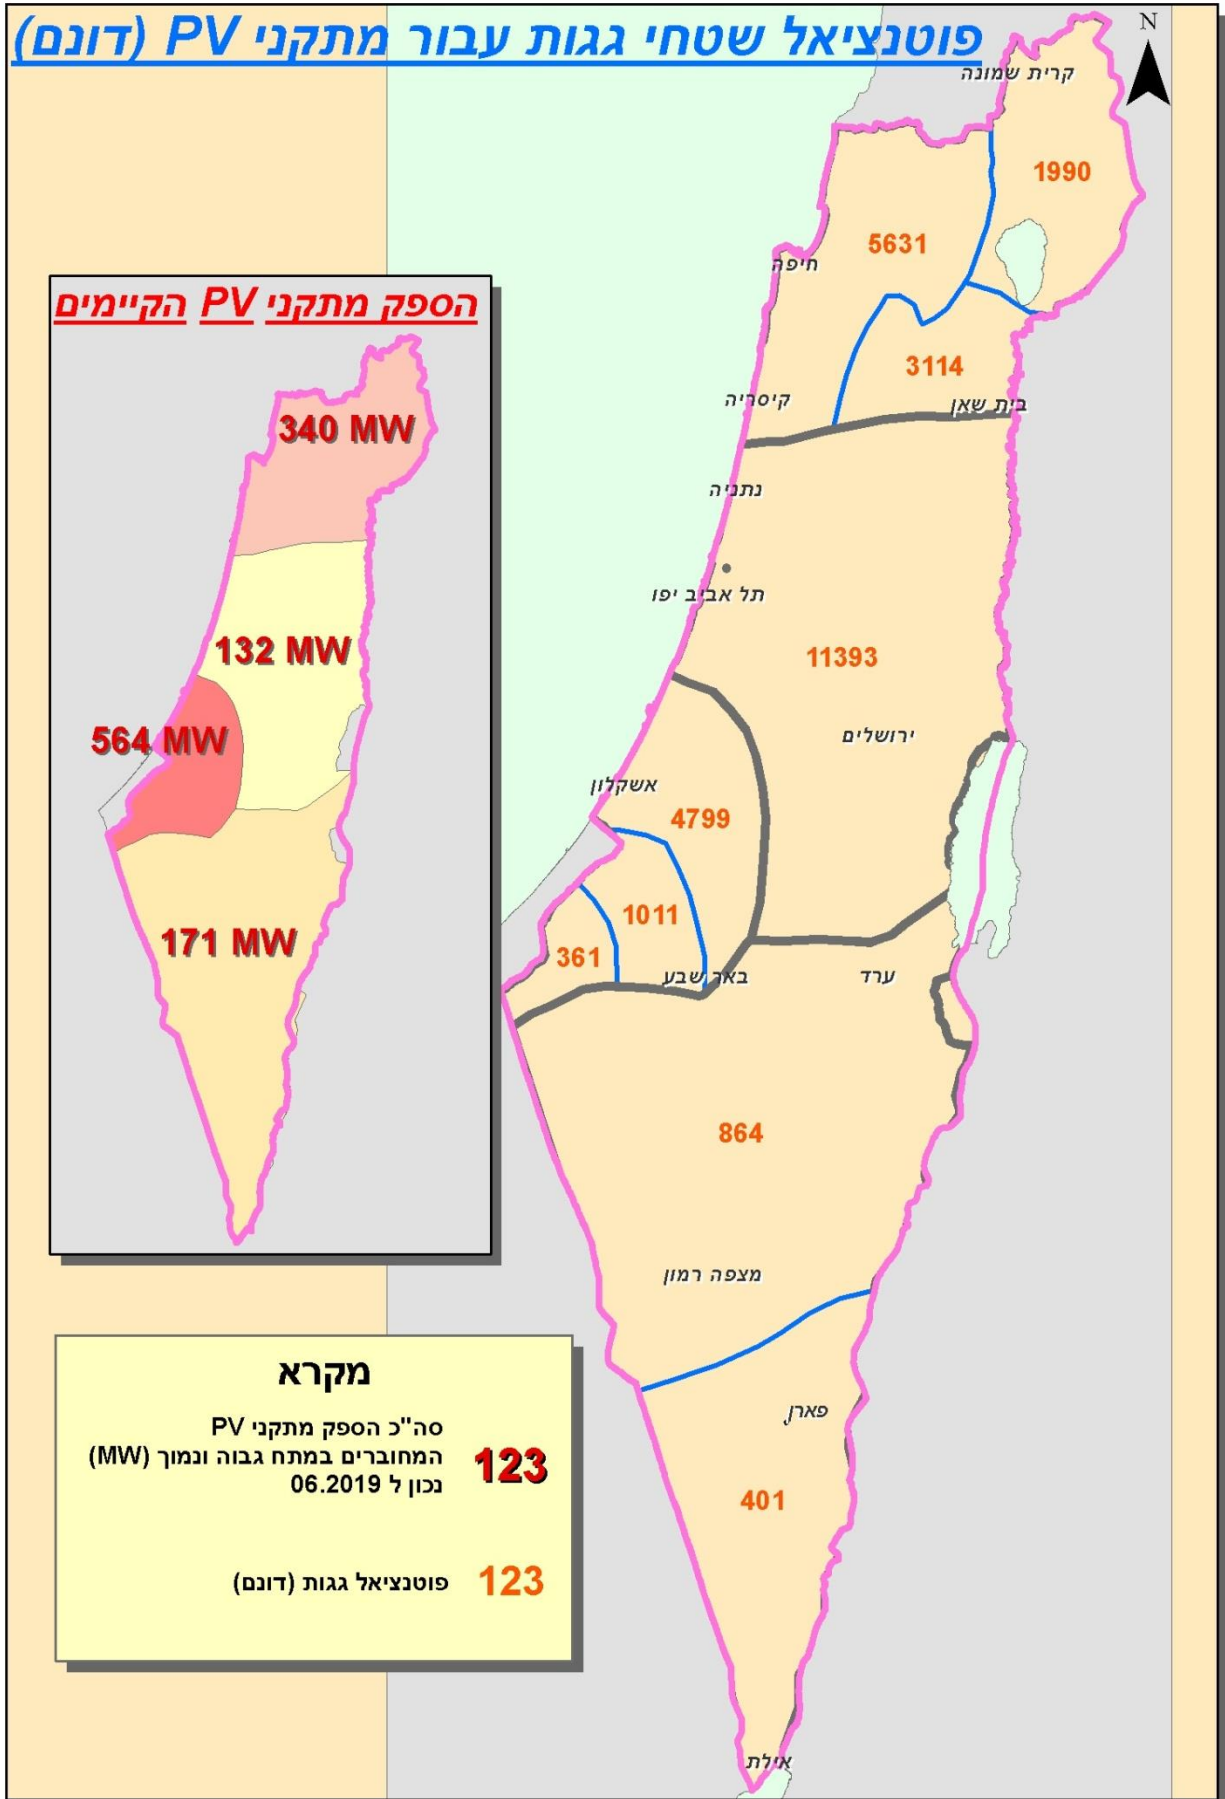 פוטנציאל שטחי גגות עבור מתקני PV (דונם)
N
קרית שמונה
1990
5631
חיפה
3114
קיסריה
בית שאן
נתניה
תל אביב יפו
11393
ירושלים
אשקלון
4799
1011
361
באר שבע
ערד
864
מצפה רמון
פארן
401
אילת
הספק מתקני PV הקיימים
340 MW
132 MW
564 MW
171 MW
מקרא
סה"כ הספק מתקני PV
המחוברים במתח גבוה ונמוך (MW)
נכון ל 06.2019
123
פוטנציאל גגות (דונם)
123